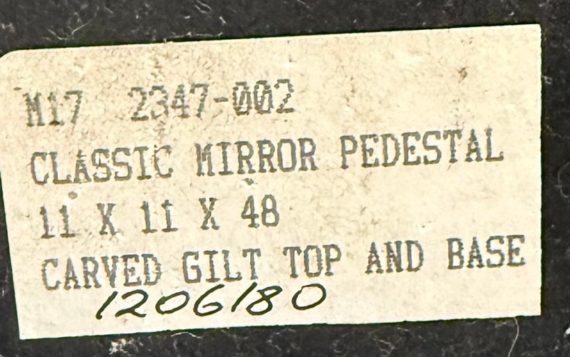 M17 2347-002
CLASSIC MIRROR PEDESTAL
11 X 11 X 48
CARVED GILT TOP AND BASE
1206180